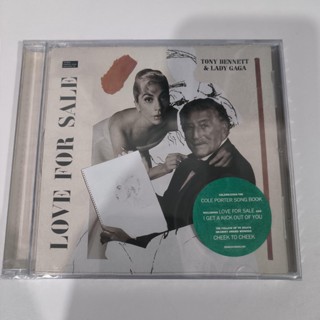 TONY BENNETT
& LADY GAGA
LOVE FOR SALE
COLE PORTER SONG BOOK
LOVE FOR SALE AND
I GET A KICK OUT OF YOU
CHEEK TO CHEEK